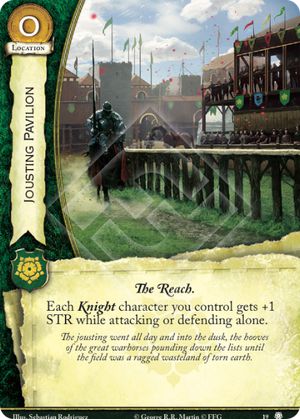 0
LOCATION
JOUSTING PAVILION
The Reach.
Each Knight character you control gets +1
STR while attacking or defending alone.
The jousting went all day and into the dusk, the hooves
of the great warhorses pounding down the lists until
the field was a ragged wasteland of torn earth.
Illus. Sebastian Rodriguez
© George R.R. Martin © FFG